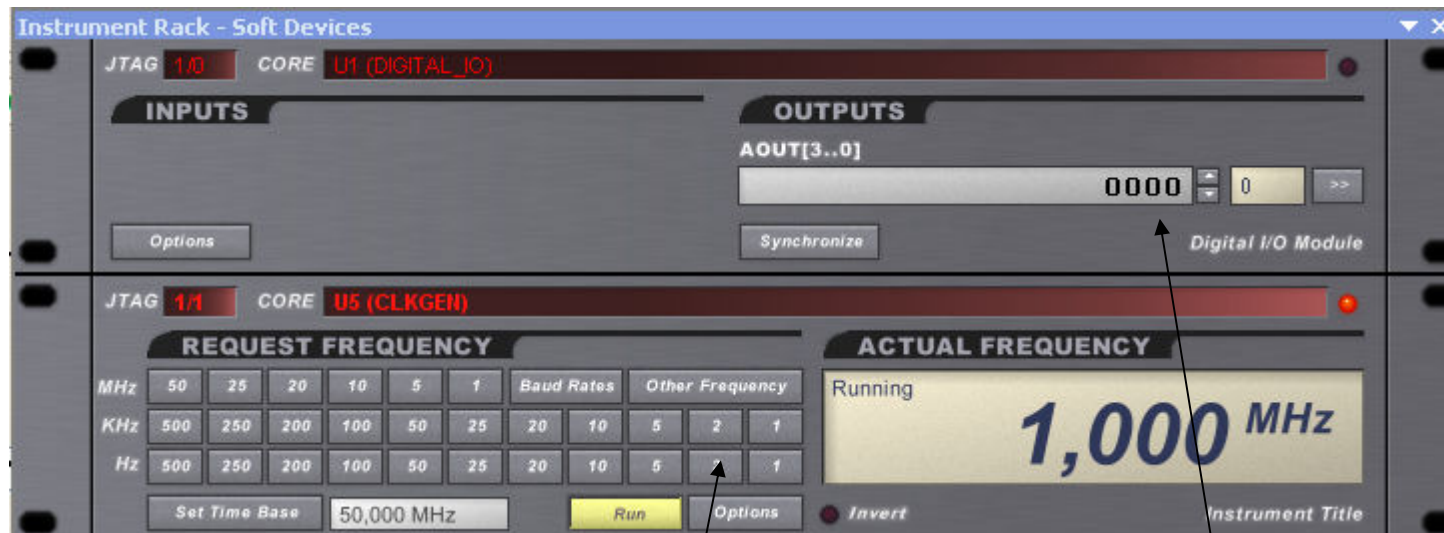 Instrument Rack - Soft Devices
JTAG 1/0 CORE U1 (DIGITAL_IO)
INPUTS OUTPUTS
AOUT[3..0]
0000 0 >>
Options Synchronize Digital I/O Module
JTAG 1/1 CORE U5 (CLKGEN)
REQUEST FREQUENCY ACTUAL FREQUENCY
MHz 50 25 20 10 5 1 Baud Rates Other Frequency Running
KHz 500 250 200 100 50 25 20 10 5 2 1 1,000 MHz
Hz 500 250 200 100 50 25 20 10 5 1
Set Time Base 50,000 MHz Run Options Invert Instrument Title